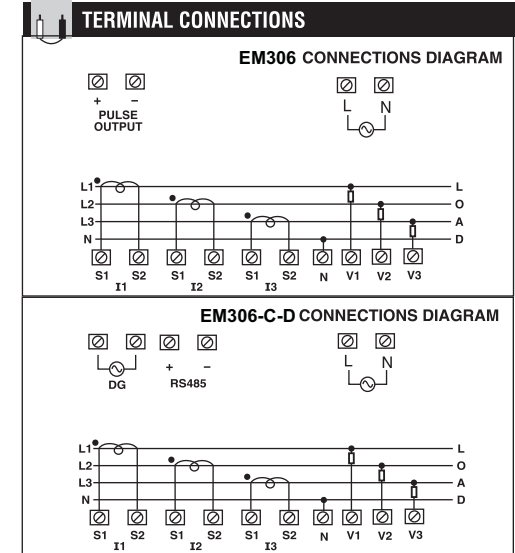 TERMINAL CONNECTIONS
EM306 CONNECTIONS DIAGRAM
+ −
PULSE
OUTPUT
L N
L1 L
L2 O
L3 A
N D
S1 S2 S1 S2 S1 S2 N V1 V2 V3
I1 I2 I3
EM306-C-D CONNECTIONS DIAGRAM
L N
+ −
DG RS485
L1 L
L2 O
L3 A
N D
S1 S2 S1 S2 S1 S2 N V1 V2 V3
I1 I2 I3